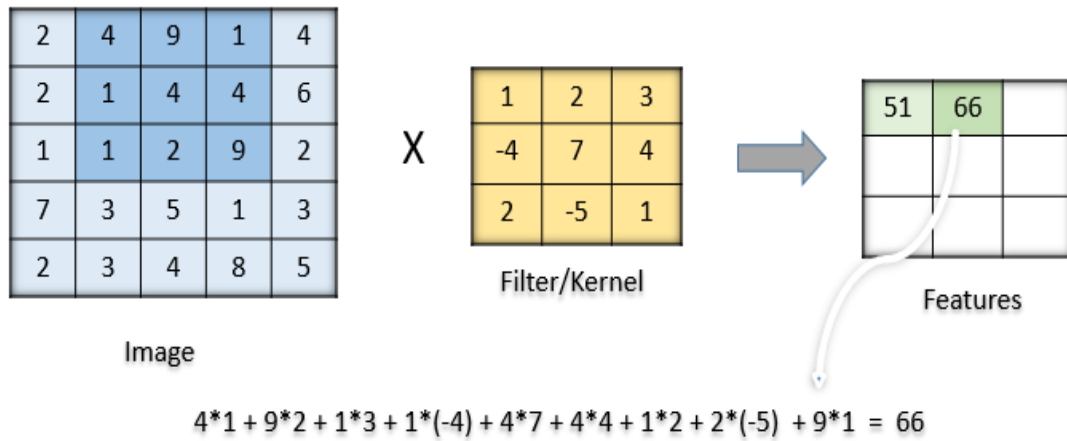 2 4 9 1 4
2 1 4 4 6
1 1 2 9 2
7 3 5 1 3
2 3 4 8 5
Image
X
1 2 3
-4 7 4
2 -5 1
Filter/Kernel
51 66
Features
4*1 + 9*2 + 1*3 + 1*(-4) + 4*7 + 4*4 + 1*2 + 2*(-5) + 9*1 = 66